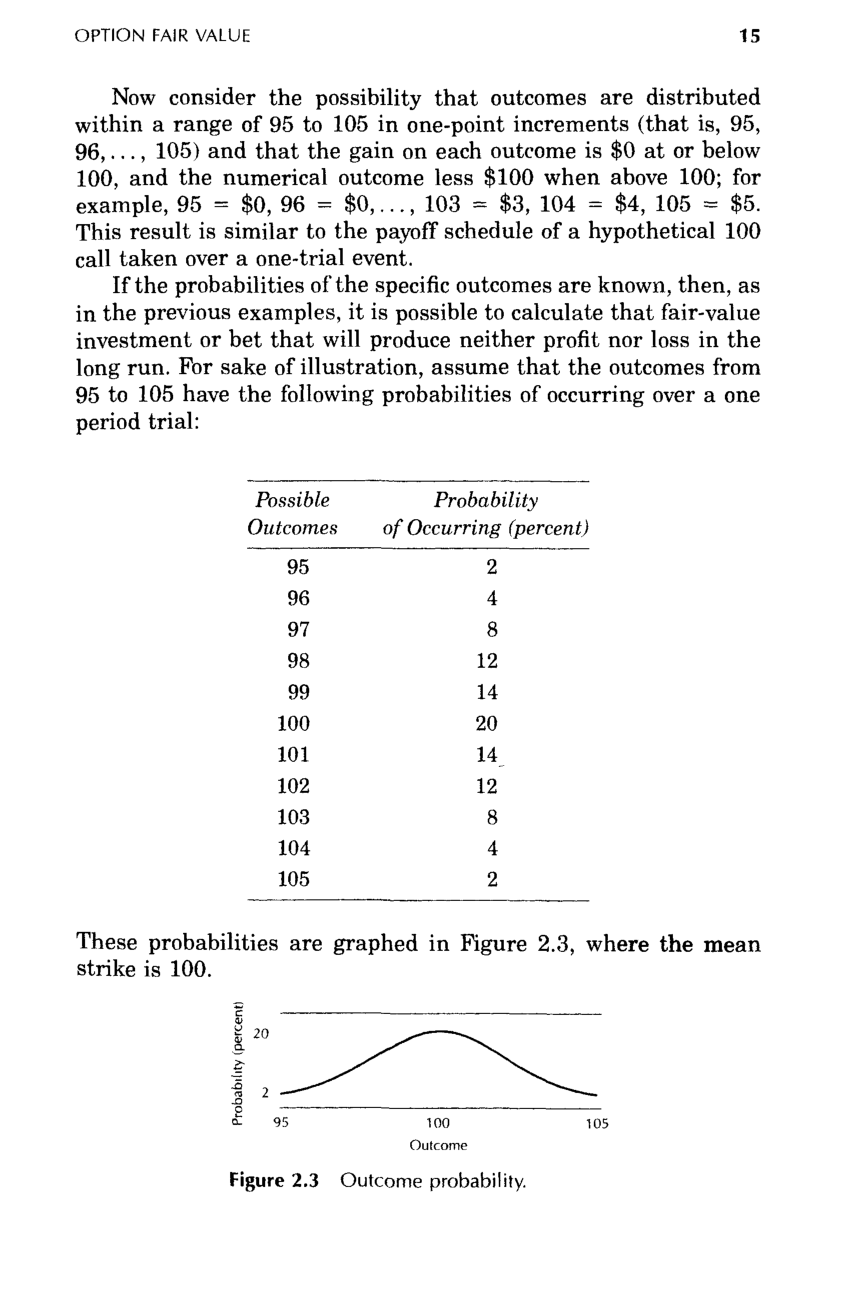 OPTION FAIR VALUE 15
Now consider the possibility that outcomes are distributed
within a range of 95 to 105 in one-point increments (that is, 95,
96,..., 105) and that the gain on each outcome is $0 at or below
100, and the numerical outcome less $100 when above 100; for
example, 95 = $0, 96 = $0,..., 103 = $3, 104 = $4, 105 = $5.
This result is similar to the payoff schedule of a hypothetical 100
call taken over a one-trial event.
If the probabilities of the specific outcomes are known, then, as
in the previous examples, it is possible to calculate that fair-value
investment or bet that will produce neither profit nor loss in the
long run. For sake of illustration, assume that the outcomes from
95 to 105 have the following probabilities of occurring over a one
period trial:
Possible Probability
Outcomes of Occurring (percent)
95 2
96 4
97 8
98 12
99 14
100 20
101 14
102 12
103 8
104 4
105 2
These probabilities are graphed in Figure 2.3, where the mean
strike is 100.
Probability (percent)
20
2
95 100 105
Outcome
Figure 2.3 Outcome probability.